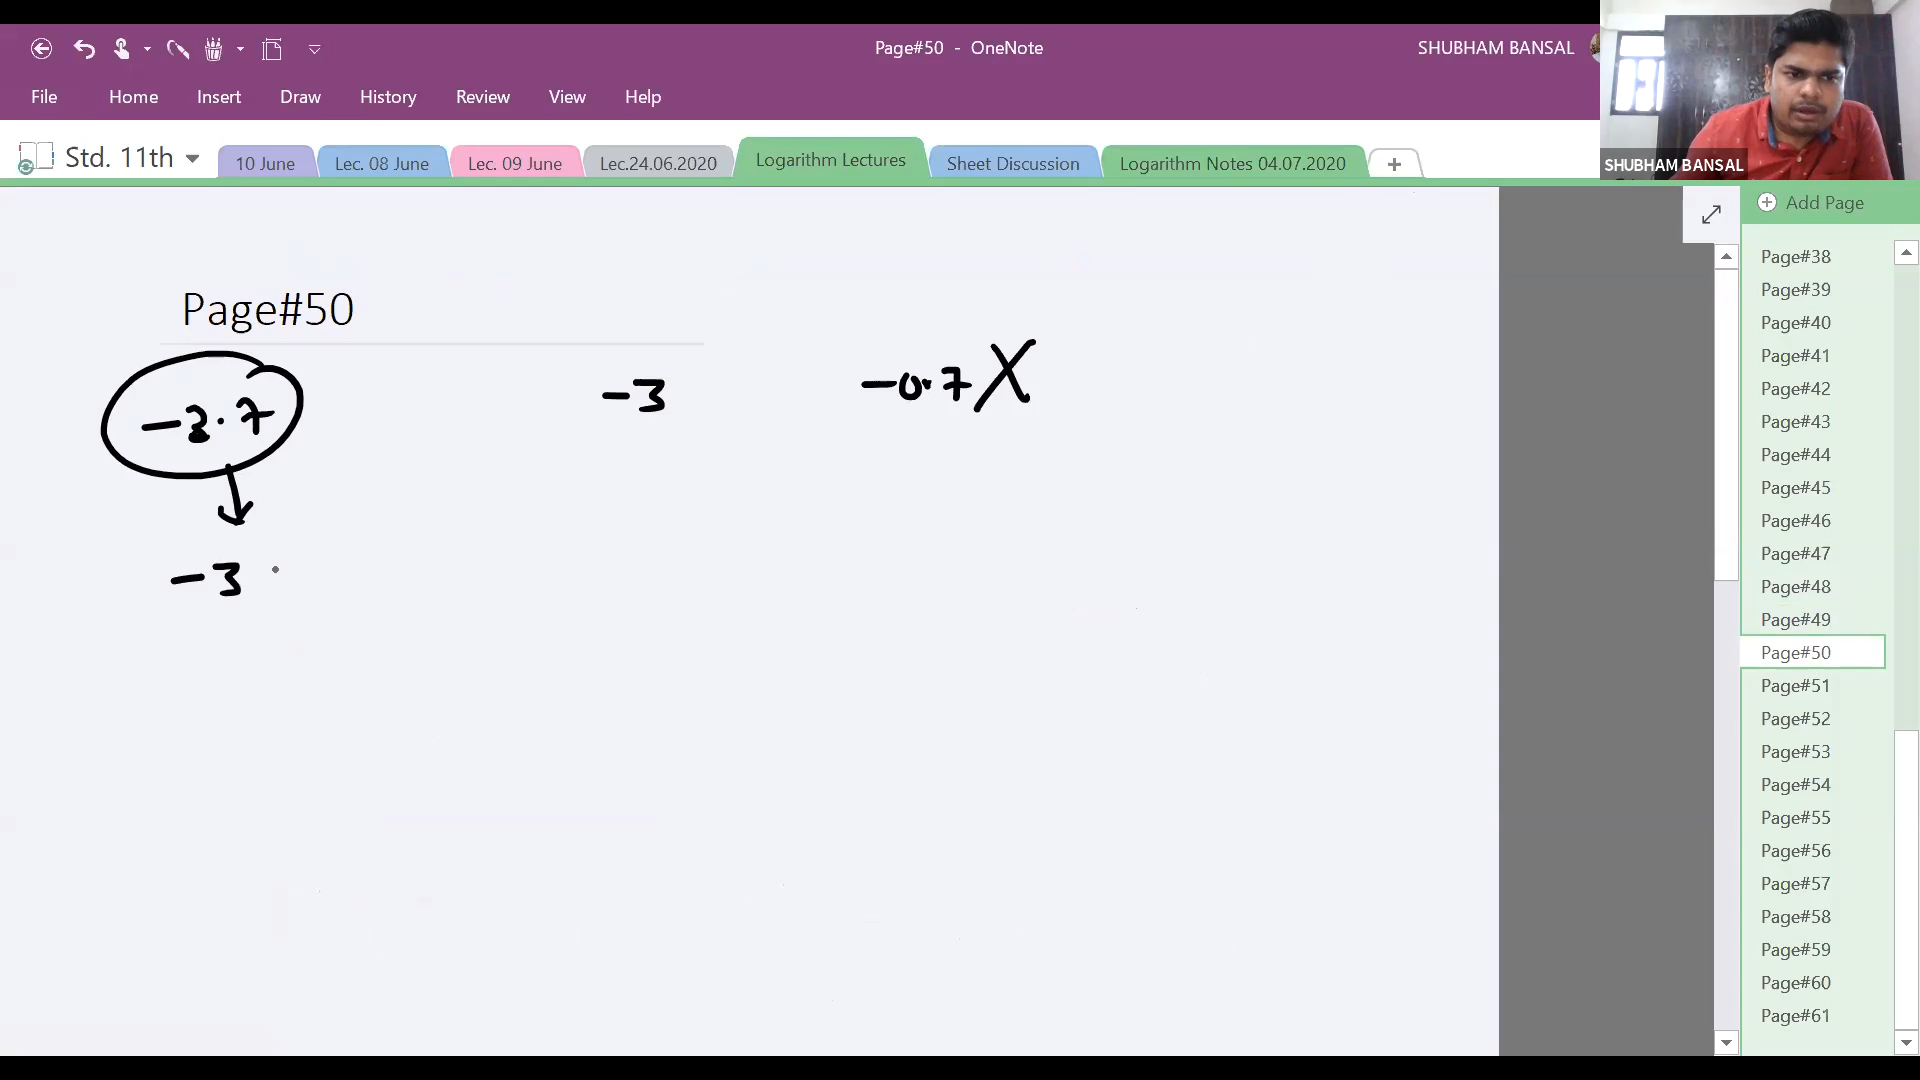 Page#50 - OneNote
SHUBHAM BANSAL
File Home Insert Draw History Review View Help
Std. 11th
10 June
Lec. 08 June
Lec. 09 June
Lec.24.06.2020
Logarithm Lectures
Sheet Discussion
Logarithm Notes 04.07.2020
SHUBHAM BANSAL
Add Page
Page#50
-3.7
-3
-0.7 X
-3
Page#38
Page#39
Page#40
Page#41
Page#42
Page#43
Page#44
Page#45
Page#46
Page#47
Page#48
Page#49
Page#50
Page#51
Page#52
Page#53
Page#54
Page#55
Page#56
Page#57
Page#58
Page#59
Page#60
Page#61